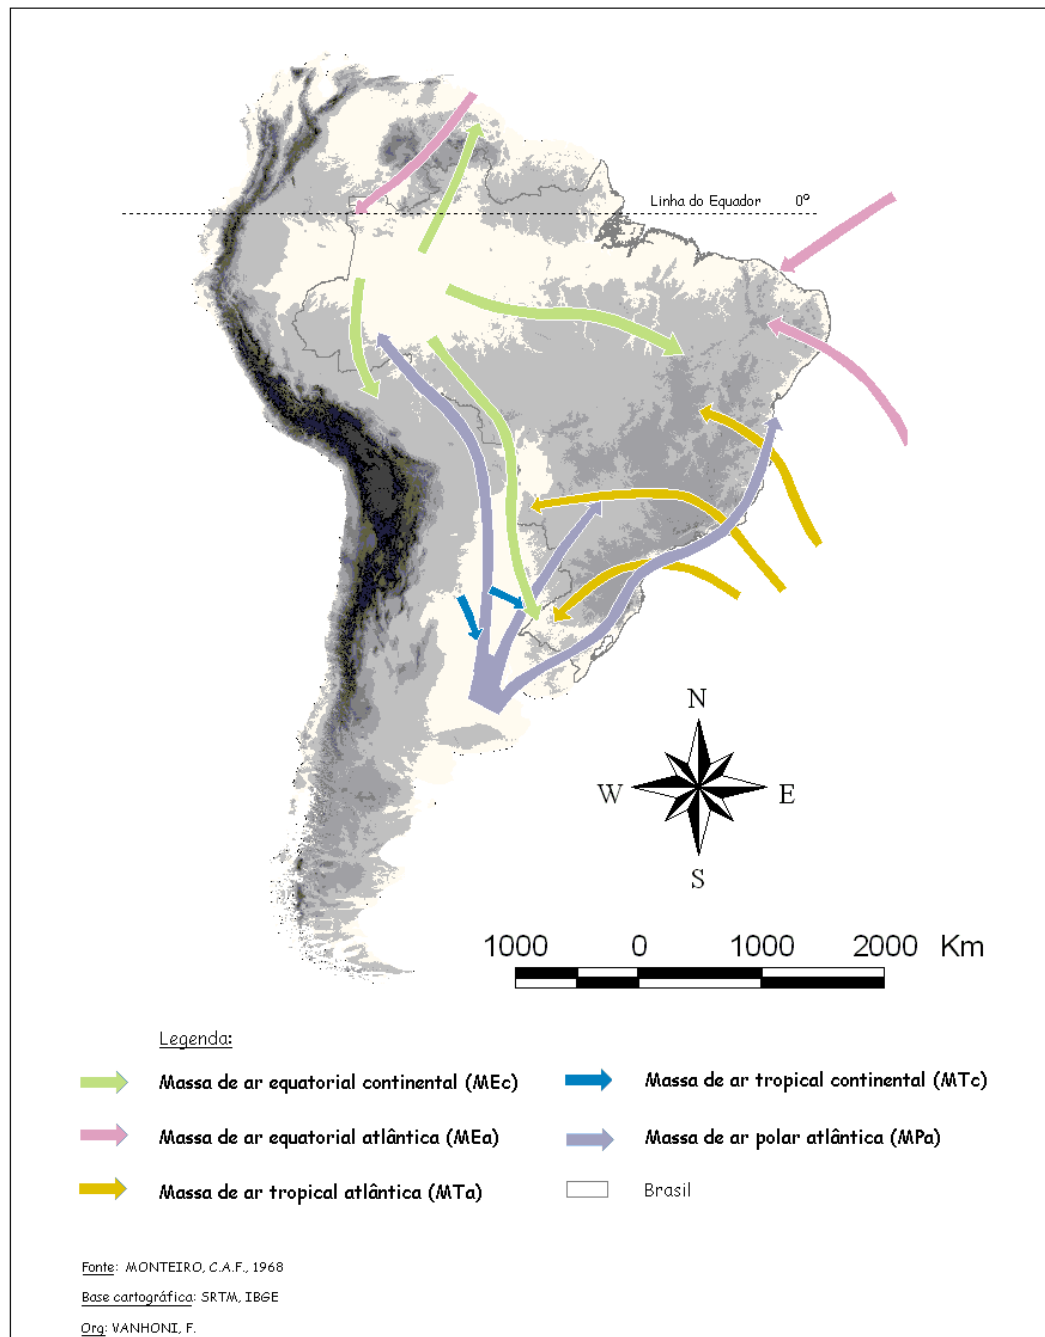 Linha do Equador 0º
N
W E
S
1000 0 1000 2000 Km
Legenda:
Massa de ar equatorial continental (MEc)
Massa de ar tropical continental (MTc)
Massa de ar equatorial atlântica (MEa)
Massa de ar polar atlântica (MPa)
Massa de ar tropical atlântica (MTa)
Brasil
Fonte: MONTEIRO, C.A.F., 1968
Base cartográfica: SRTM, IBGE
Org: VANHONI, F.